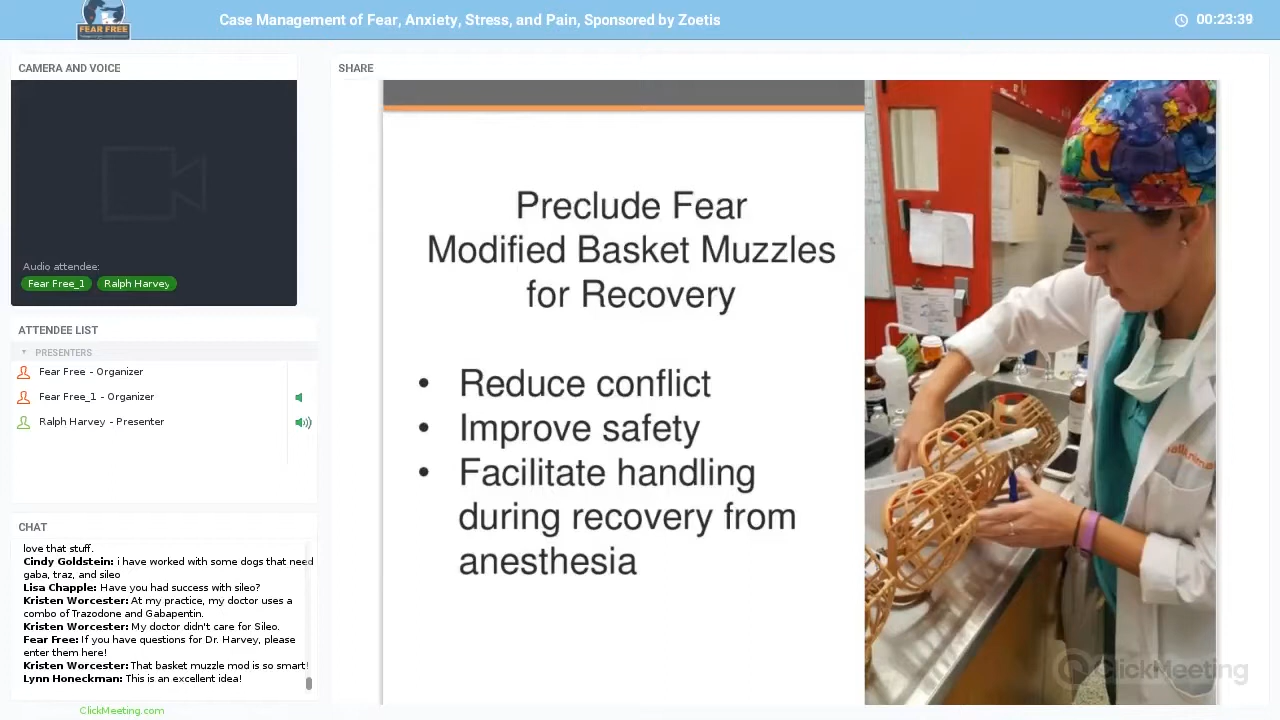 FEAR FREE
Case Management of Fear, Anxiety, Stress, and Pain, Sponsored by Zoetis
00:23:39
CAMERA AND VOICE
Audio attendee:
Fear Free_1
Ralph Harvey
ATTENDEE LIST
PRESENTERS
Fear Free - Organizer
Fear Free_1 - Organizer
Ralph Harvey - Presenter
CHAT
love that stuff.
Cindy Goldstein: i have worked with some dogs that need
gaba, traz, and sileo
Lisa Chapple: Have you had success with sileo?
Kristen Worcester: At my practice, my doctor uses a
combo of Trazodone and Gabapentin.
Kristen Worcester: My doctor didn't care for Sileo.
Fear Free: If you have questions for Dr. Harvey, please
enter them here!
Kristen Worcester: That basket muzzle mod is so smart!
Lynn Honeckman: This is an excellent idea!
ClickMeeting.com
SHARE
Preclude Fear
Modified Basket Muzzles
for Recovery
• Reduce conflict
• Improve safety
• Facilitate handling
during recovery from
anesthesia
ClickMeeting